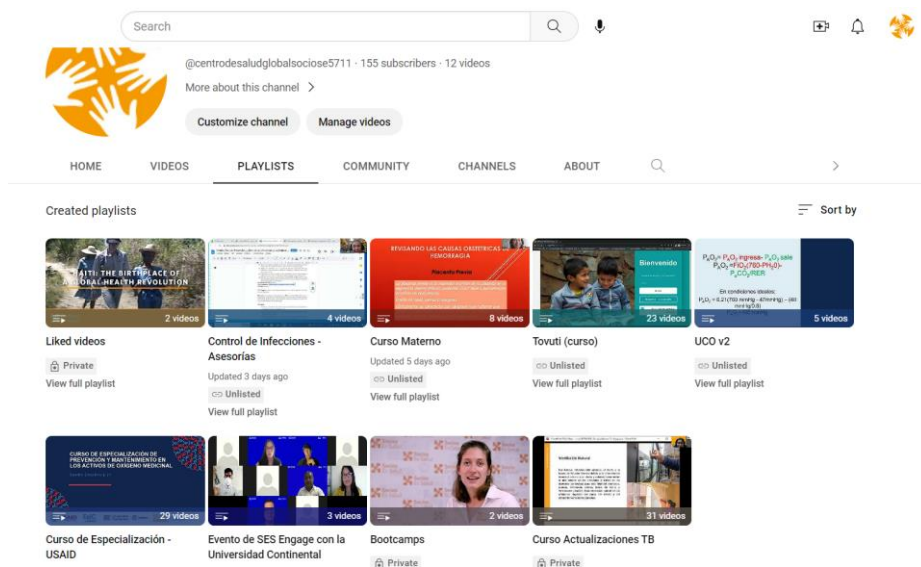 Search
@centrodesaludglobalsociose5711 · 155 subscribers · 12 videos
More about this channel
Customize channel
Manage videos
HOME
VIDEOS
PLAYLISTS
COMMUNITY
CHANNELS
ABOUT
Created playlists
Sort by
HAITI: THE BIRTHPLACE OF
A GLOBAL HEALTH REVOLUTION
2 videos
4 videos
REVISANDO LAS CAUSAS OBSTETRICAS
HEMORRAGIA
8 videos
Bienvenido
23 videos
En condiciones ideales:
5 videos
Liked videos
Private
View full playlist
Control de Infecciones -
Asesorías
Updated 3 days ago
Unlisted
View full playlist
Curso Materno
Updated 5 days ago
Unlisted
View full playlist
Tovuti (curso)
Unlisted
View full playlist
UCO v2
Unlisted
View full playlist
CURSO DE ESPECIALIZACIÓN DE
PREVENCIÓN Y MANTENIMIENTO EN
LOS ACTIVOS DE OXÍGENO MEDICINAL
29 videos
3 videos
2 videos
31 videos
Curso de Especialización -
USAID
Evento de SES Engage con la
Universidad Continental
Bootcamps
Private
Curso Actualizaciones TB
Private